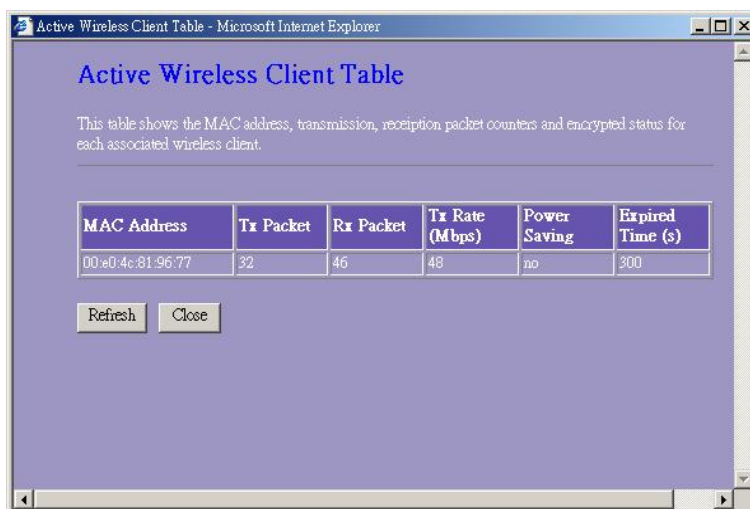 Active Wireless Client Table - Microsoft Internet Explorer
Active Wireless Client Table
This table shows the MAC address, transmission, receiption packet counters and encrypted status for
each associated wireless client.
MAC Address Tx Packet Rx Packet Tx Rate (Mbps) Power Saving Expired Time (s)
00:e0:4c:81:96:77 32 46 48 no 300
Refresh Close